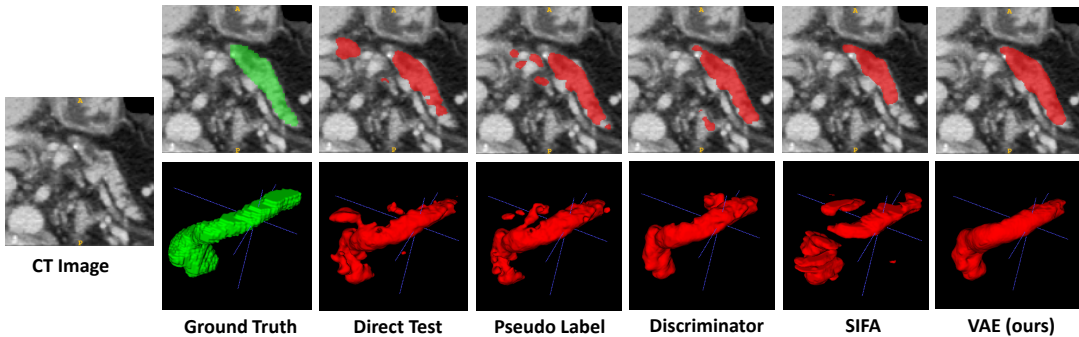 A A A A A A
P P P P P P
A
P
CT Image
Ground Truth Direct Test Pseudo Label Discriminator SIFA VAE (ours)